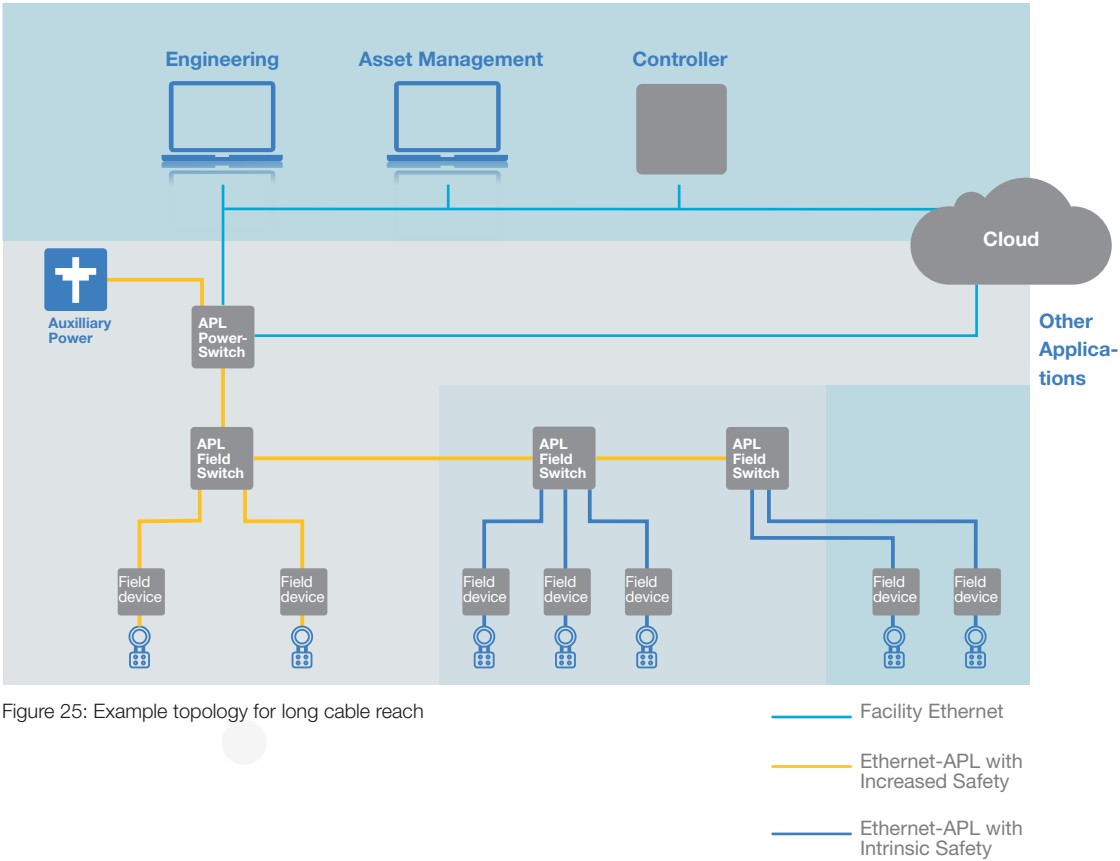 Engineering
Asset Management
Controller
Cloud
Auxilliary
Power
APL
Power-
Switch
Other
Applica-
tions
APL
Field
Switch
APL
Field
Switch
APL
Field
Switch
Field
device
Field
device
Field
device
Field
device
Field
device
Field
device
Field
device
Figure 25: Example topology for long cable reach
Facility Ethernet
Ethernet-APL with
Increased Safety
Ethernet-APL with
Intrinsic Safety